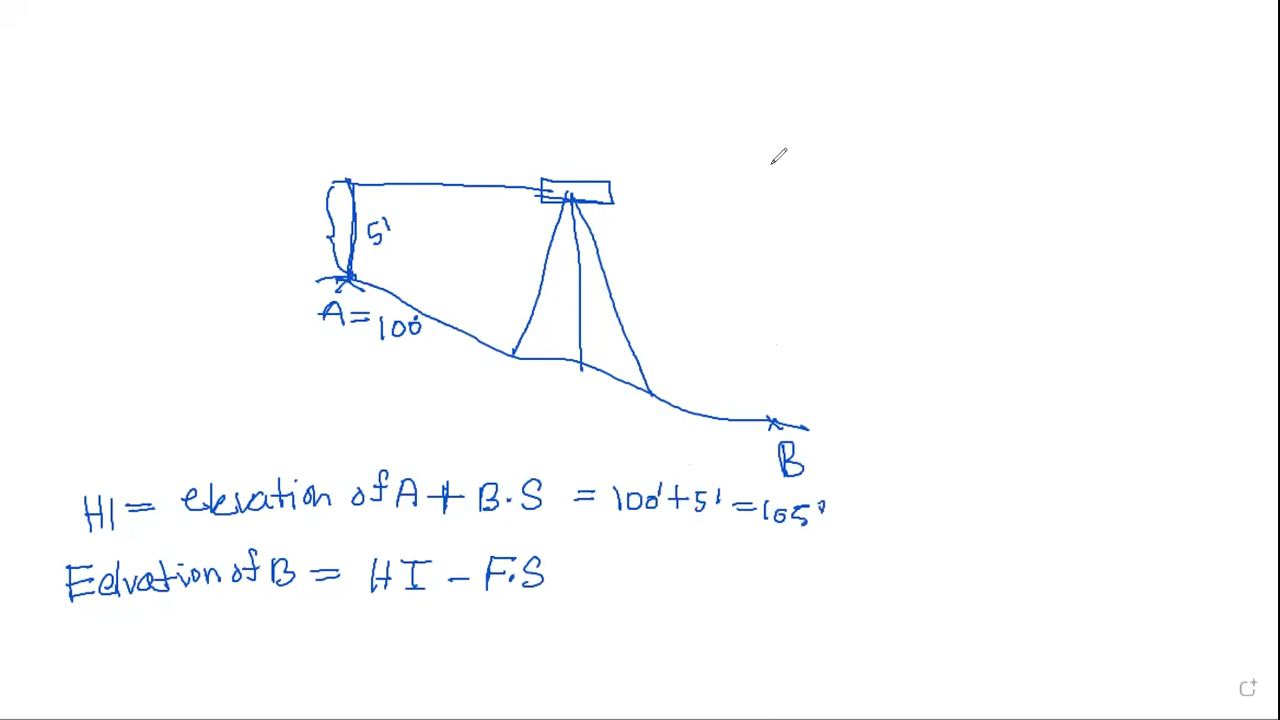 5'
A = 100'
B
HI = elevation of A + B.S = 100' + 5' = 105'
Eelvation of B = HI - F.S